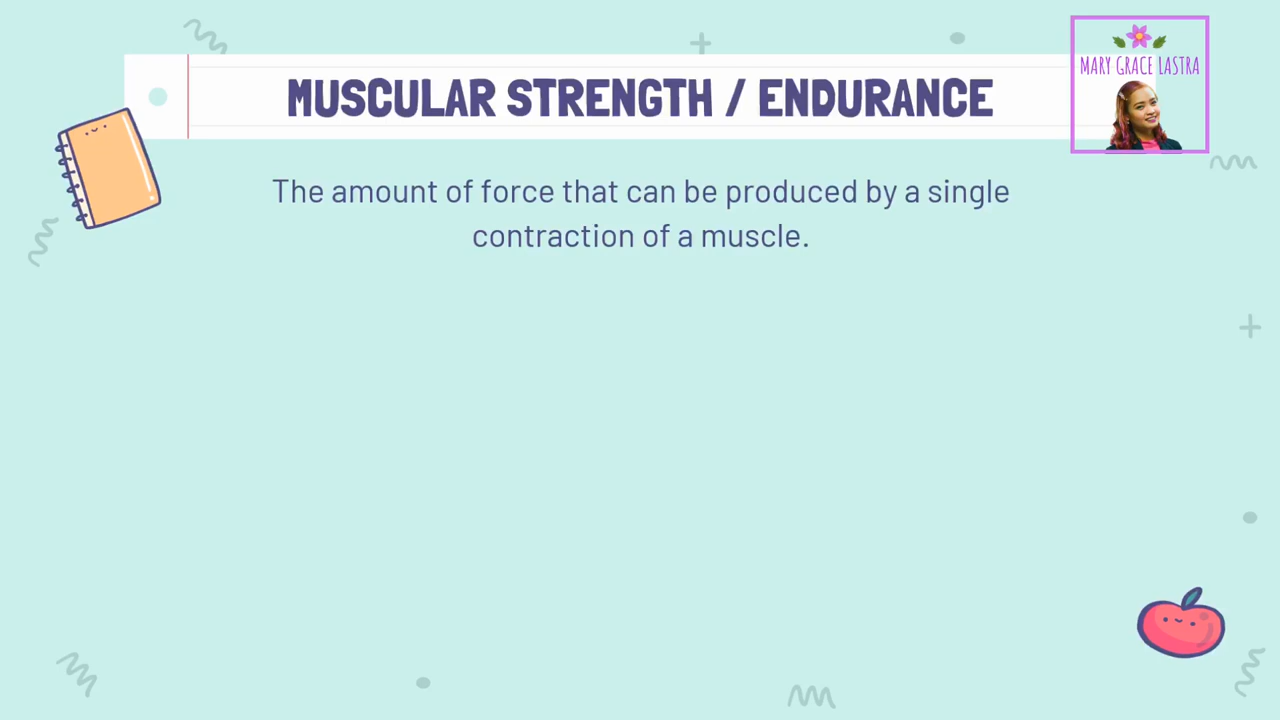 MUSCULAR STRENGTH / ENDURANCE
MARY GRACE LASTRA
The amount of force that can be produced by a single
contraction of a muscle.